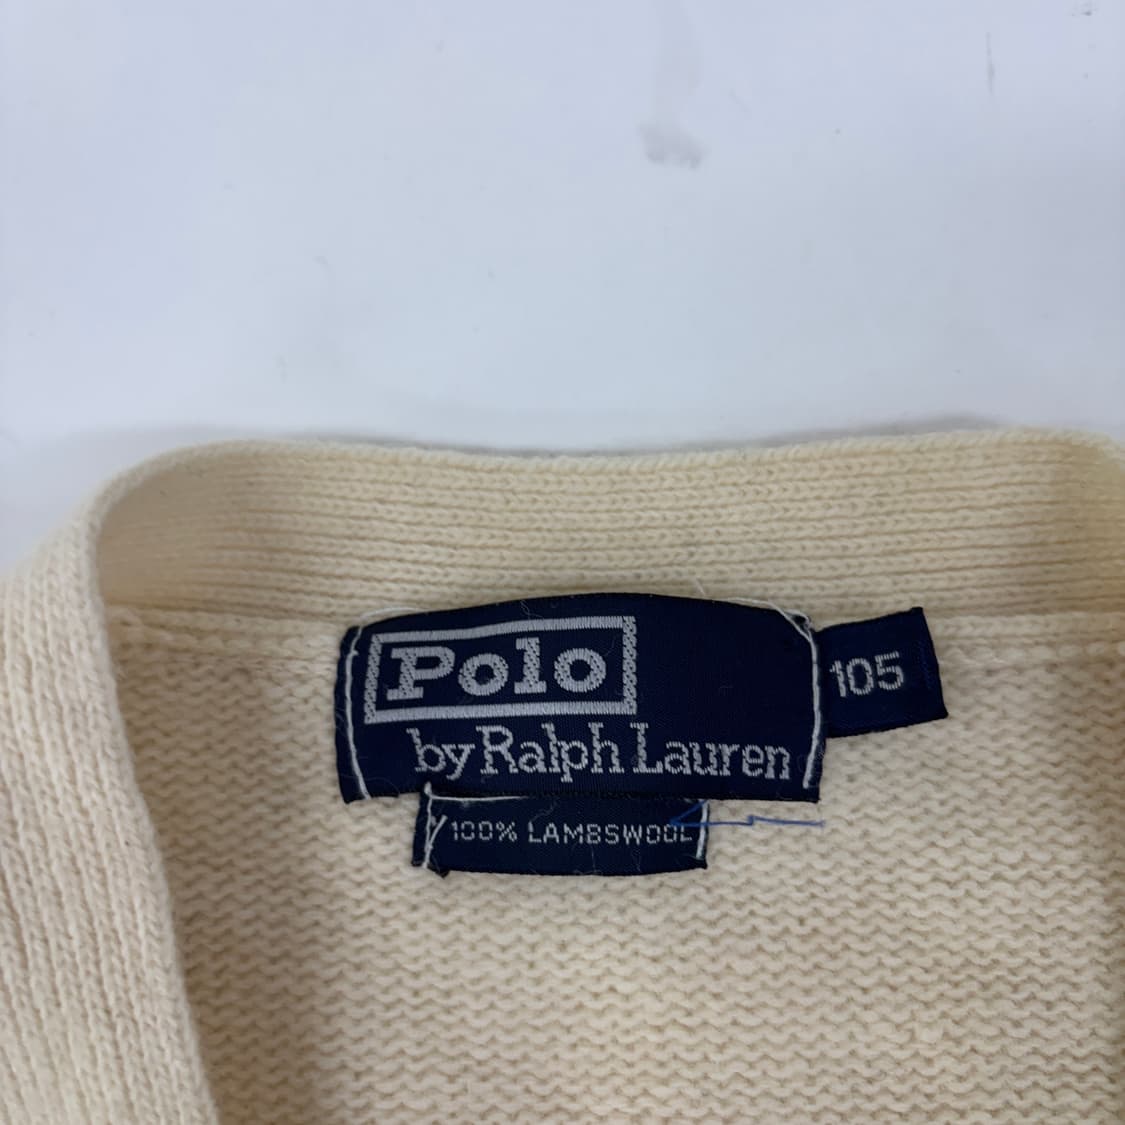 Polo
by Ralph Lauren
105
100% LAMBSWOOL